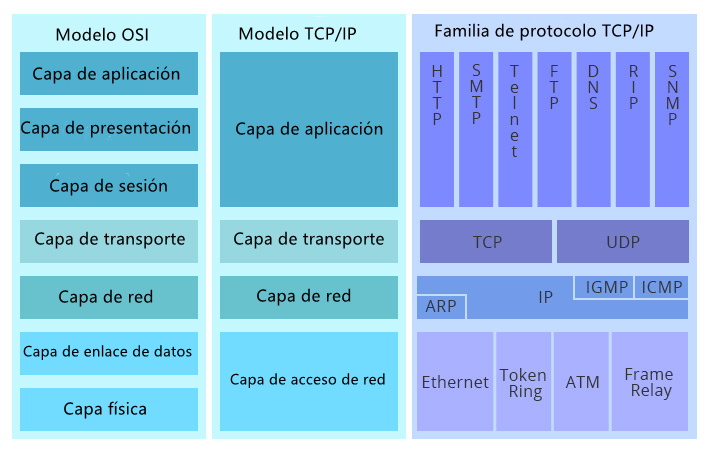 Modelo OSI
Capa de aplicación
Capa de presentación
Capa de sesión
Capa de transporte
Capa de red
Capa de enlace de datos
Capa física
Modelo TCP/IP
Capa de aplicación
Capa de transporte
Capa de red
Capa de acceso de red
Familia de protocolo TCP/IP
HTTP
SMTP
Telnet
FTP
DNS
RIP
SNMP
TCP
UDP
ARP
IP
IGMP
ICMP
Ethernet
Token
Ring
ATM
Frame
Relay